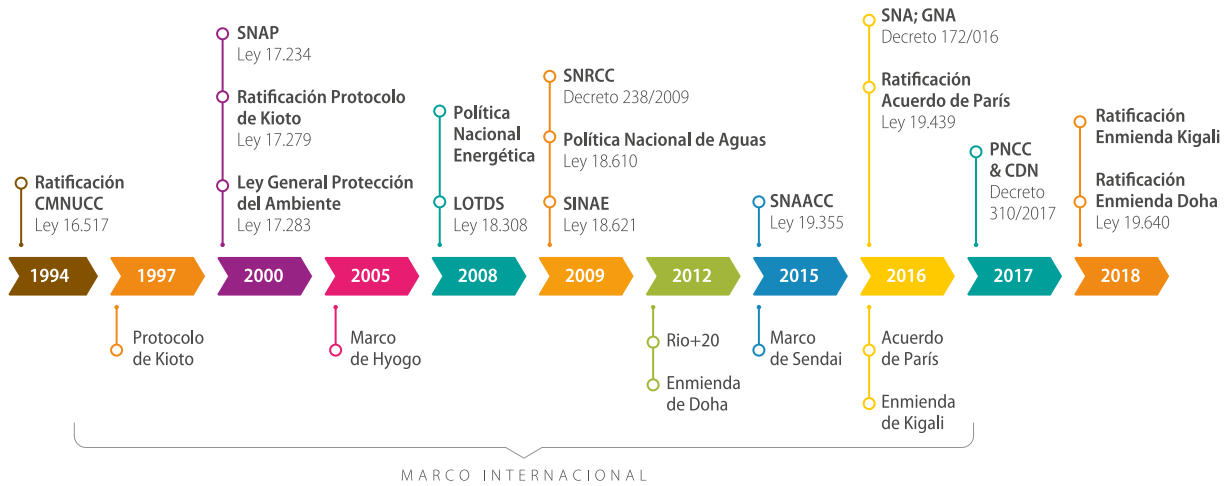 SNAP
Ley 17.234
Ratificación Protocolo
de Kioto
Ley 17.279
Ley General Protección
del Ambiente
Ley 17.283
Ratificación
CMNUCC
Ley 16.517
Política
Nacional
Energética
LOTDS
Ley 18.308
SNRCC
Decreto 238/2009
Política Nacional de Aguas
Ley 18.610
SINAE
Ley 18.621
SNAACC
Ley 19.355
SNA; GNA
Decreto 172/016
Ratificación
Acuerdo de París
Ley 19.439
PNCC
& CDN
Decreto
310/2017
Ratificación
Enmienda Kigali
Ratificación
Enmienda Doha
Ley 19.640
1994
1997
2000
2005
2008
2009
2012
2015
2016
2017
2018
Protocolo
de Kioto
Marco
de Hyogo
Rio+20
Enmienda
de Doha
Marco
de Sendai
Acuerdo
de París
Enmienda
de Kigali
MARCO INTERNACIONAL